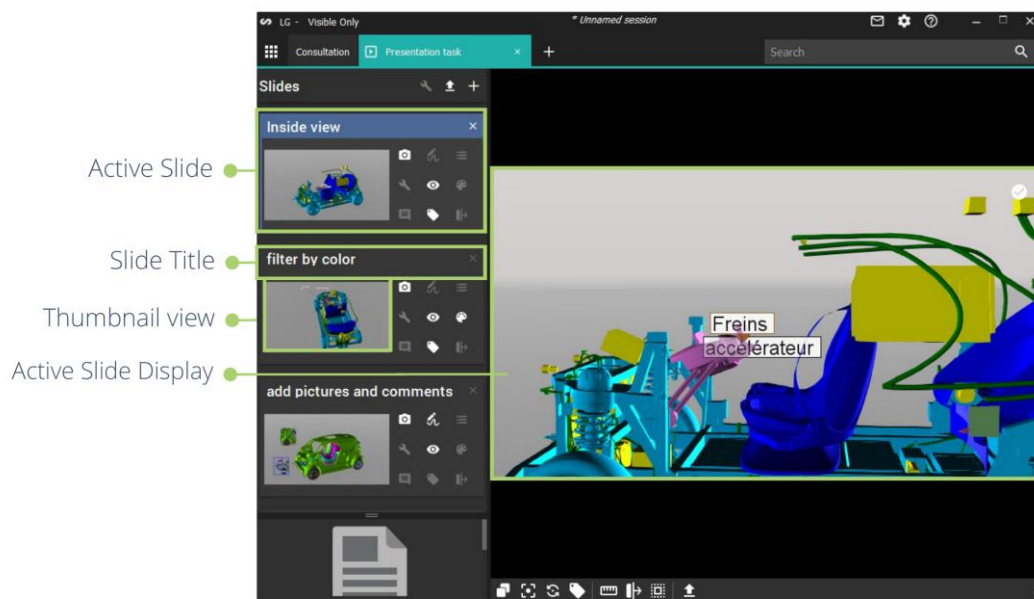 LG - Visible Only
* Unnamed session
Consultation
Presentation task
Search
Slides
Inside view
Active Slide
Slide Title
filter by color
Thumbnail view
Active Slide Display
Freins
accélérateur
add pictures and comments